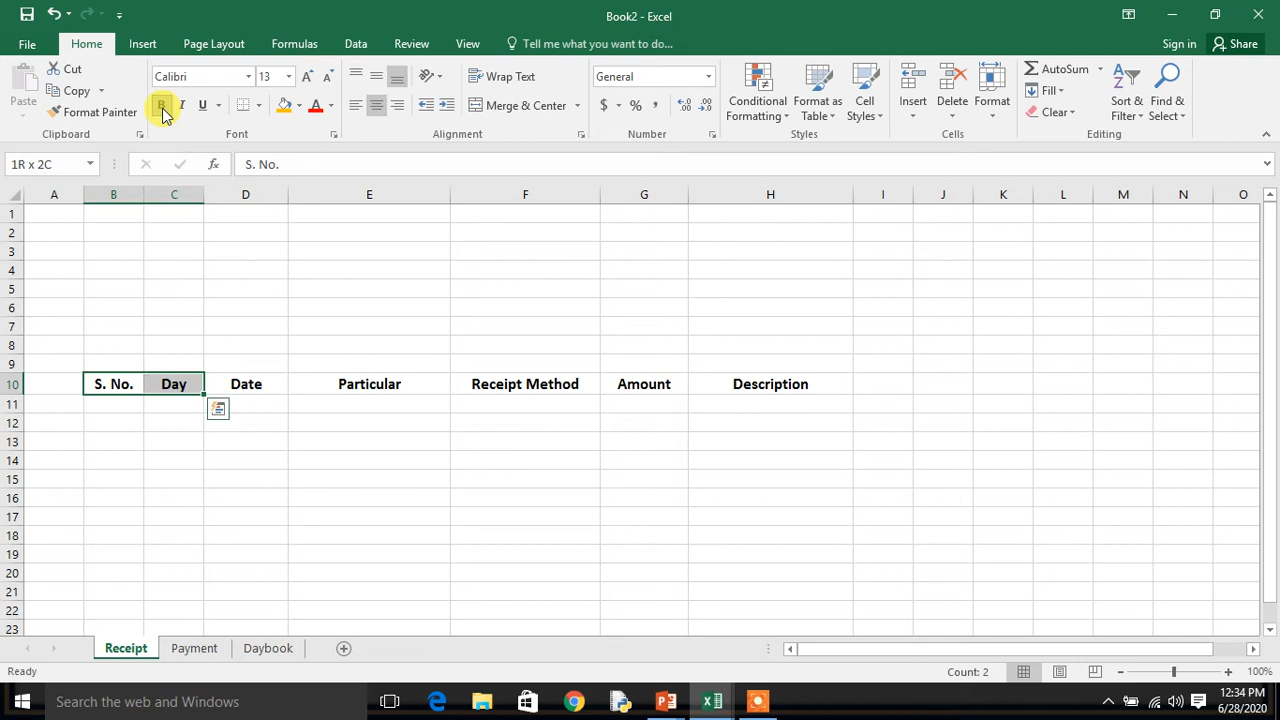 Book2 - Excel
File Home Insert Page Layout Formulas Data Review View Tell me what you want to do... Sign in Share
Paste Cut Copy Format Painter Clipboard
Calibri 13 B I U A Font
Wrap Text Merge & Center Alignment
General $ % Number
Conditional Formatting Format as Table Cell Styles Styles
Insert Delete Format Cells
AutoSum Fill Clear Sort & Filter Find & Select Editing
1R x 2C fx S. No.
A B C D E F G H I J K L M N O
1
2
3
4
5
6
7
8
9
10 S. No. Day Date Particular Receipt Method Amount Description
11
12
13
14
15
16
17
18
19
20
21
22
23
Receipt Payment Daybook
Ready Count: 2 100%
Search the web and Windows 12:34 PM
6/28/2020